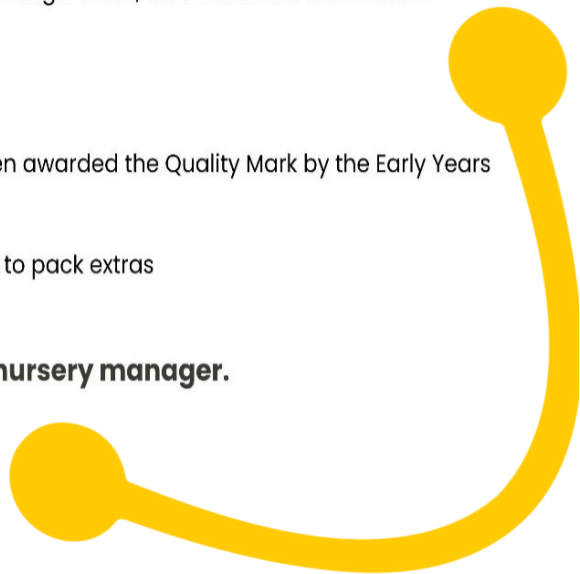 en awarded the Quality Mark by the Early Years
to pack extras
nursery manager.